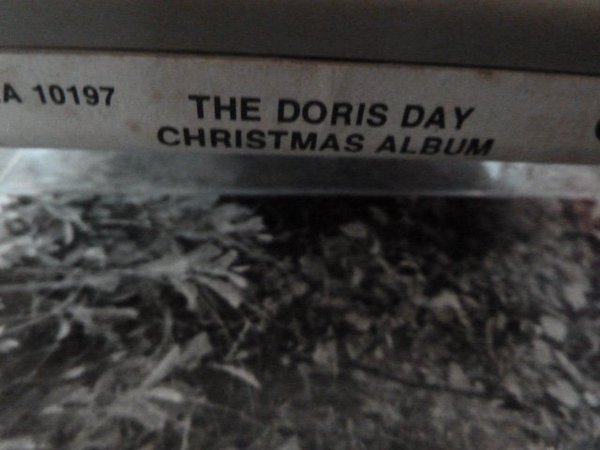 A 10197
THE DORIS DAY
CHRISTMAS ALBUM